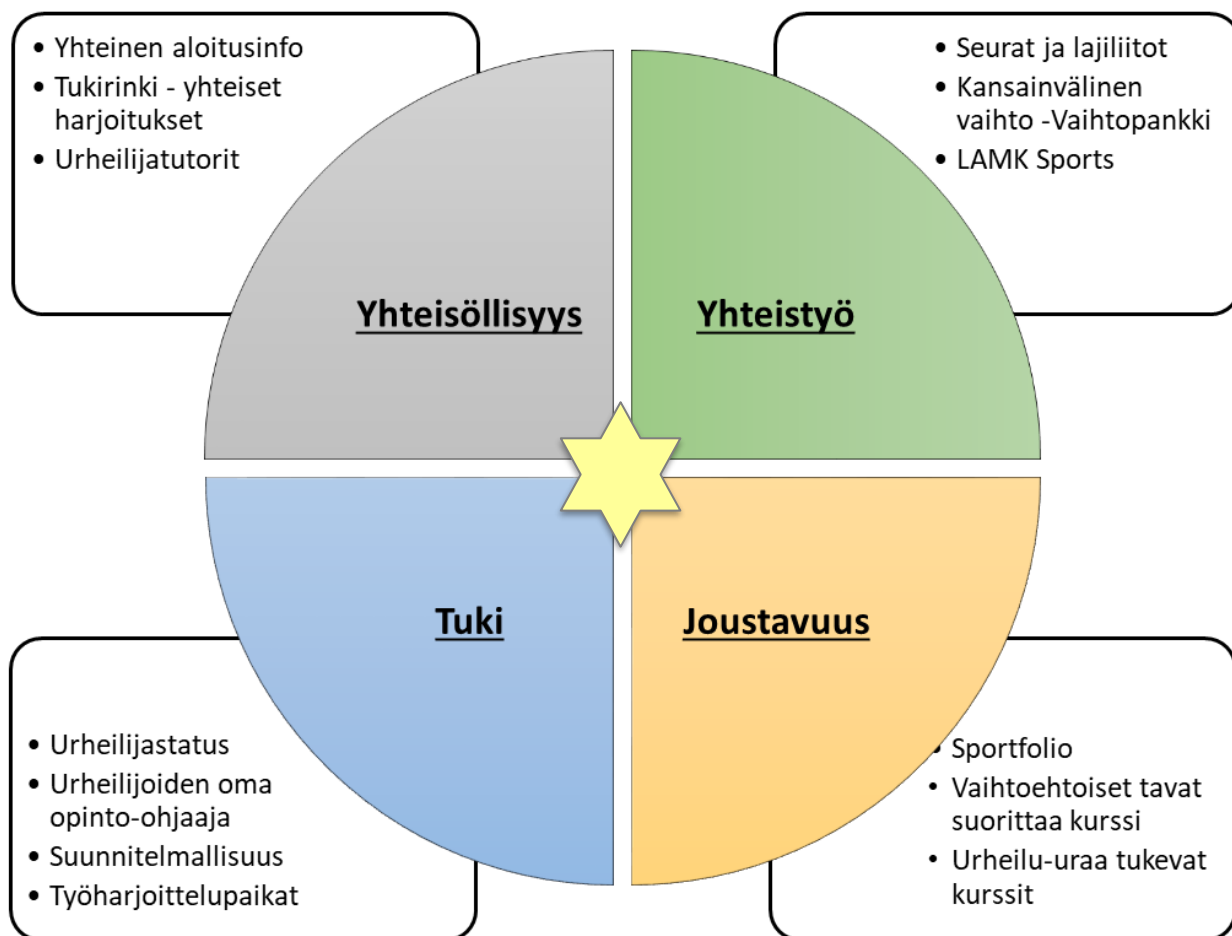 • Yhteinen aloitusinfo
• Tukirinki - yhteiset
harjoitukset
• Urheilijatutorit
• Seurat ja lajiliitot
• Kansainvälinen
vaihto -Vaihtopankki
• LAMK Sports
Yhteisöllisyys
Yhteistyö
Tuki
Joustavuus
• Urheilijastatus
• Urheilijoiden oma
opinto-ohjaaja
• Suunnitelmallisuus
• Työharjoittelupaikat
• Sportfolio
• Vaihtoehtoiset tavat
suorittaa kurssi
• Urheilu-uraa tukevat
kurssit